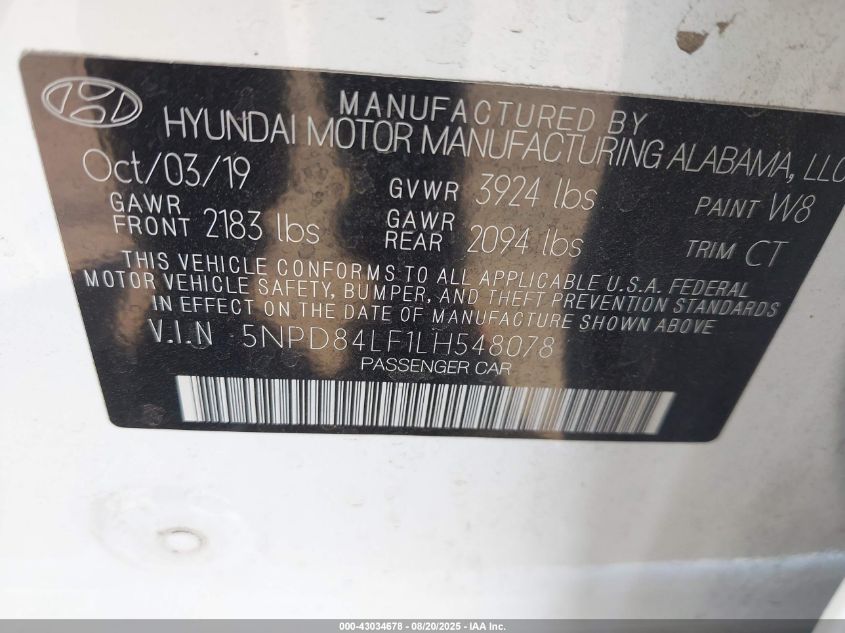 MANUFACTURED BY
HYUNDAI MOTOR MANUFACTURING ALABAMA, LLC
Oct/03/19 GVWR 3924 lbs PAINT W8
GAWR FRONT 2183 lbs GAWR REAR 2094 lbs TRIM CT
THIS VEHICLE CONFORMS TO ALL APPLICABLE U.S.A. FEDERAL
MOTOR VEHICLE SAFETY, BUMPER, AND THEFT PREVENTION STANDARDS
IN EFFECT ON THE DATE OF MANUFACTURE SHOWN ABOVE
V.I.N 5NPD84LF1LH548078
PASSENGER CAR
000-43034678 - 08/20/2025 - IAA Inc.